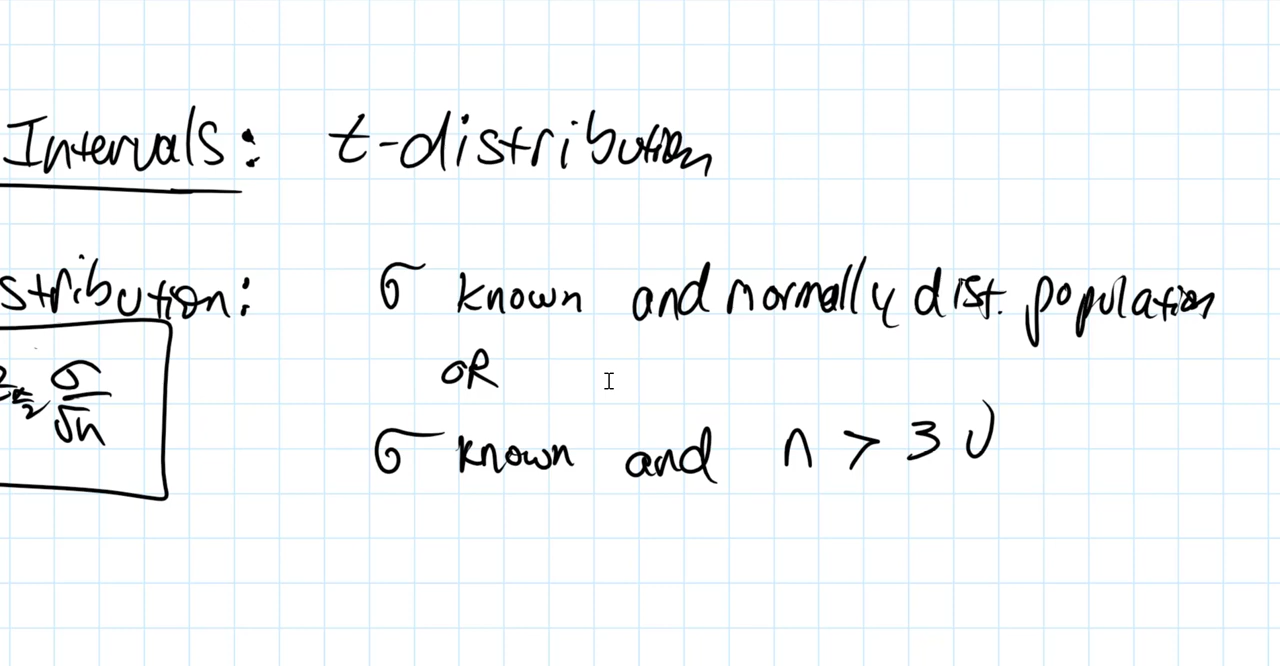 Intervals: t-distribution
stribution: σ known and normally dist. population
σ
√n
OR
σ known and n > 30